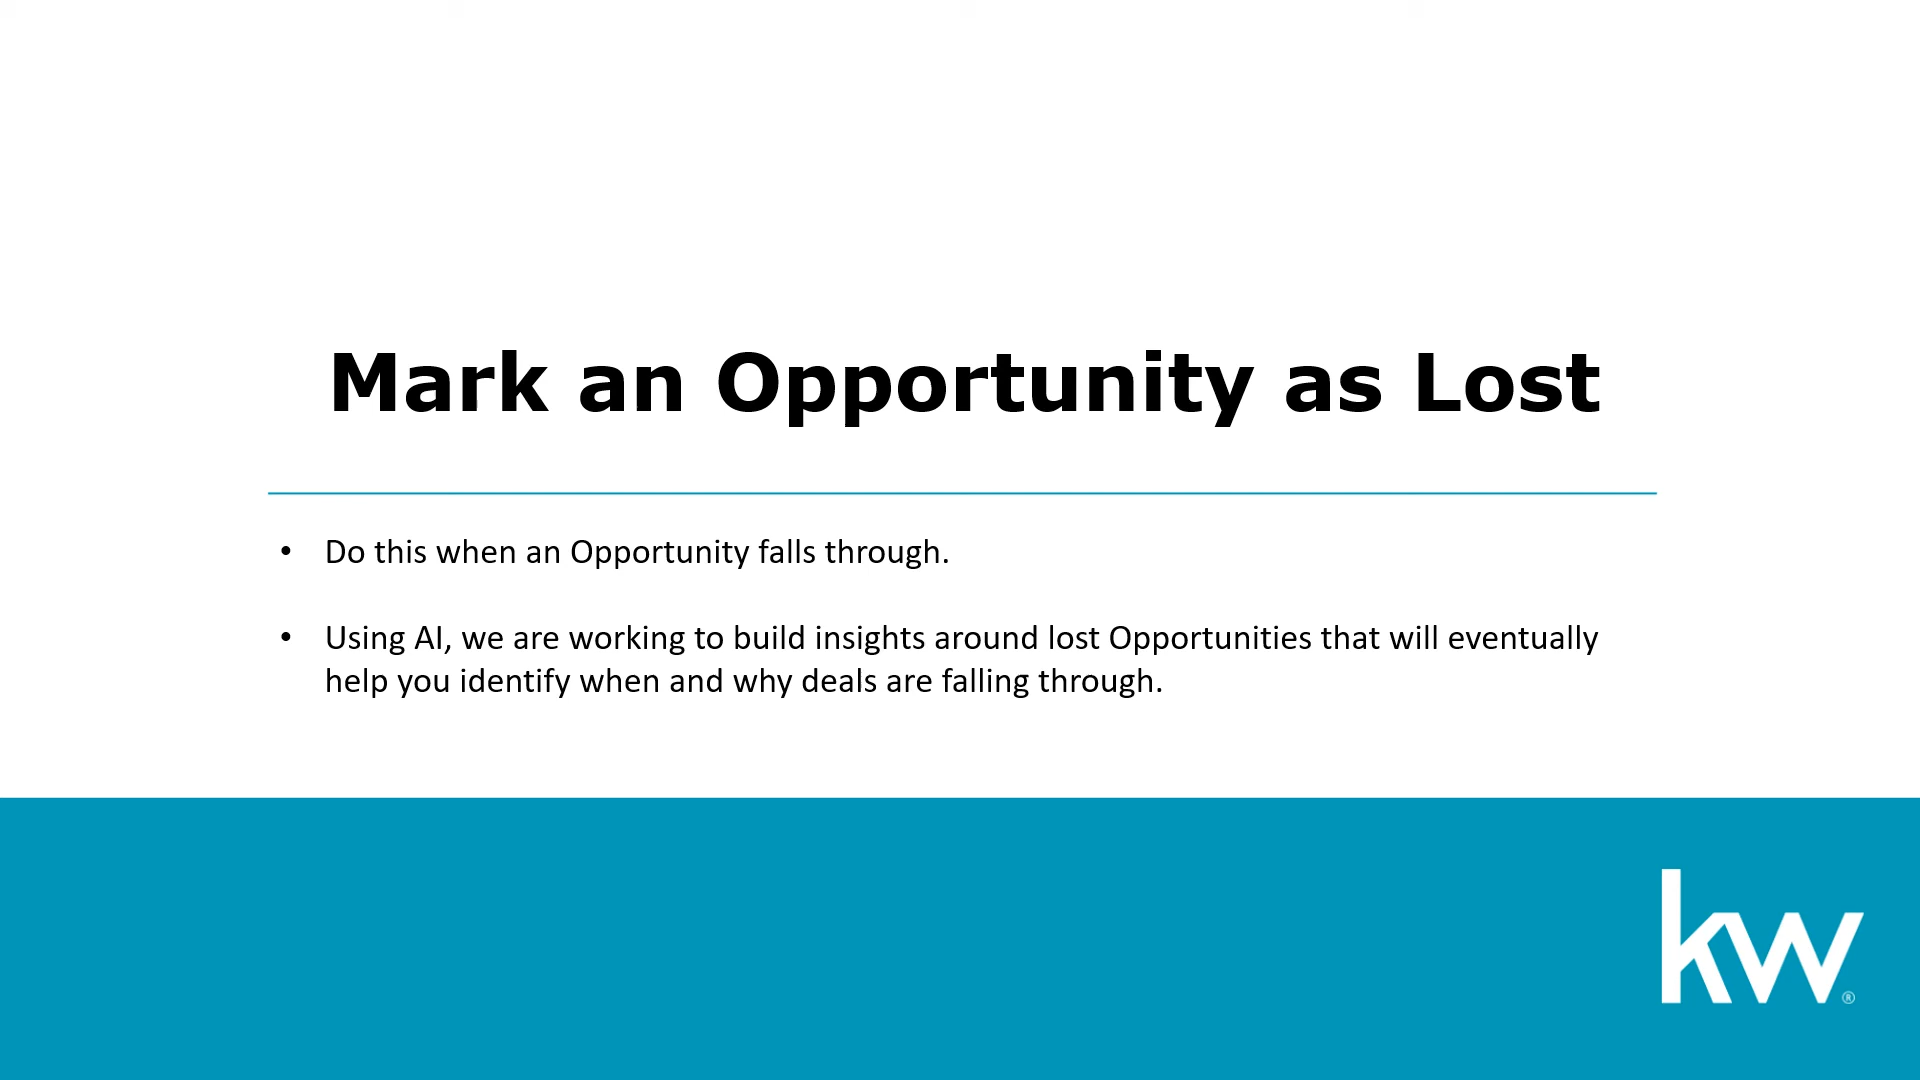 Mark an Opportunity as Lost
• Do this when an Opportunity falls through.
• Using AI, we are working to build insights around lost Opportunities that will eventually
help you identify when and why deals are falling through.
kw®